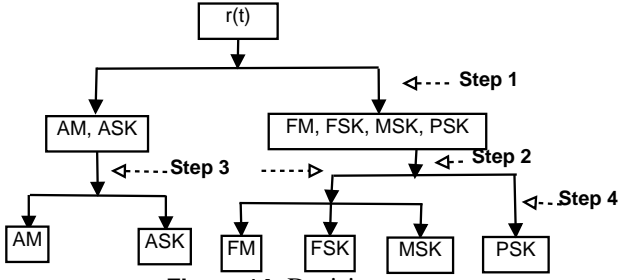 r(t)
Step 1
AM, ASK
FM, FSK, MSK, PSK
Step 3
Step 2
Step 4
AM
ASK
FM
FSK
MSK
PSK